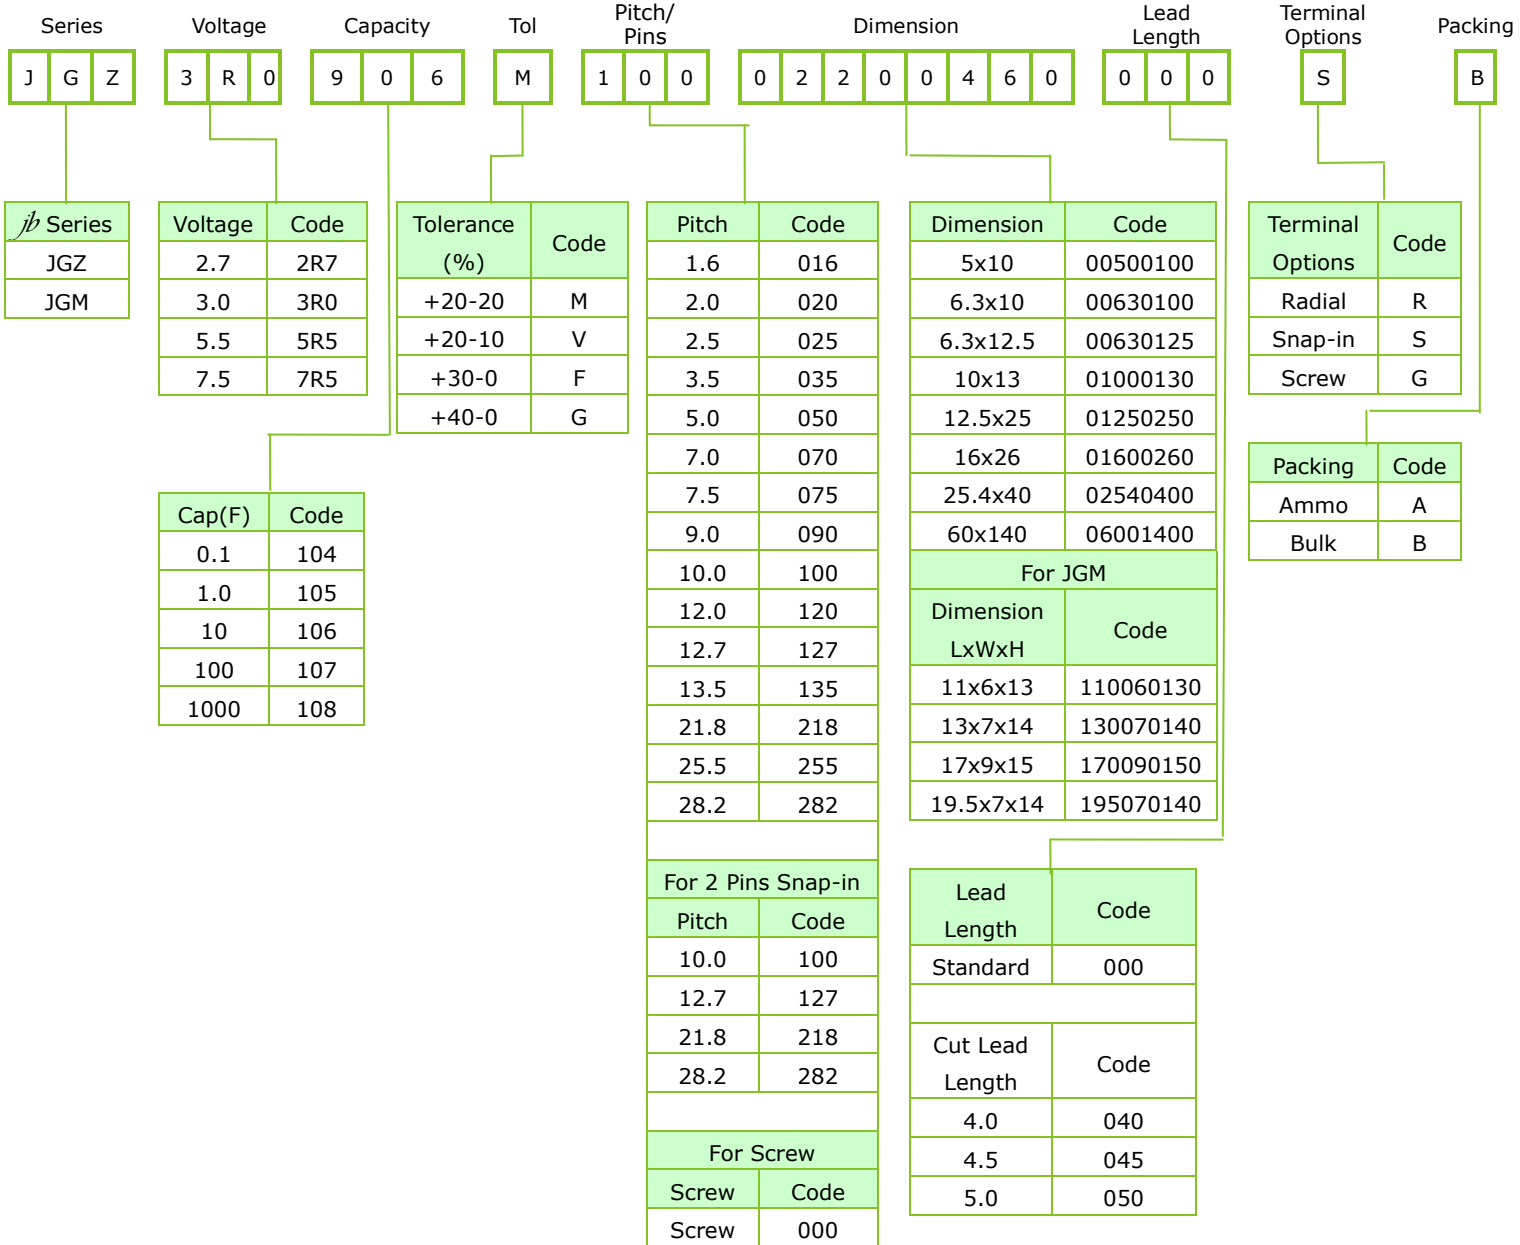 Series Voltage Capacity Tol Pitch/ Pins Dimension Lead Length Terminal Options Packing
J G Z 3 R 0 9 0 6 M 1 0 0 0 2 2 0 0 4 6 0 0 0 0 S B
jb Series
JGZ
JGM
Voltage Code
2.7 2R7
3.0 3R0
5.5 5R5
7.5 7R5
Cap(F) Code
0.1 104
1.0 105
10 106
100 107
1000 108
Tolerance (%) Code
+20-20 M
+20-10 V
+30-0 F
+40-0 G
Pitch Code
1.6 016
2.0 020
2.5 025
3.5 035
5.0 050
7.0 070
7.5 075
9.0 090
10.0 100
12.0 120
12.7 127
13.5 135
21.8 218
25.5 255
28.2 282
For 2 Pins Snap-in
Pitch Code
10.0 100
12.7 127
21.8 218
28.2 282
For Screw
Screw Code
Screw 000
Dimension Code
5x10 00500100
6.3x10 00630100
6.3x12.5 00630125
10x13 01000130
12.5x25 01250250
16x26 01600260
25.4x40 02540400
60x140 06001400
For JGM
Dimension LxWxH Code
11x6x13 110060130
13x7x14 130070140
17x9x15 170090150
19.5x7x14 195070140
Lead Length Code
Standard 000
Cut Lead Length Code
4.0 040
4.5 045
5.0 050
Terminal Options Code
Radial R
Snap-in S
Screw G
Packing Code
Ammo A
Bulk B